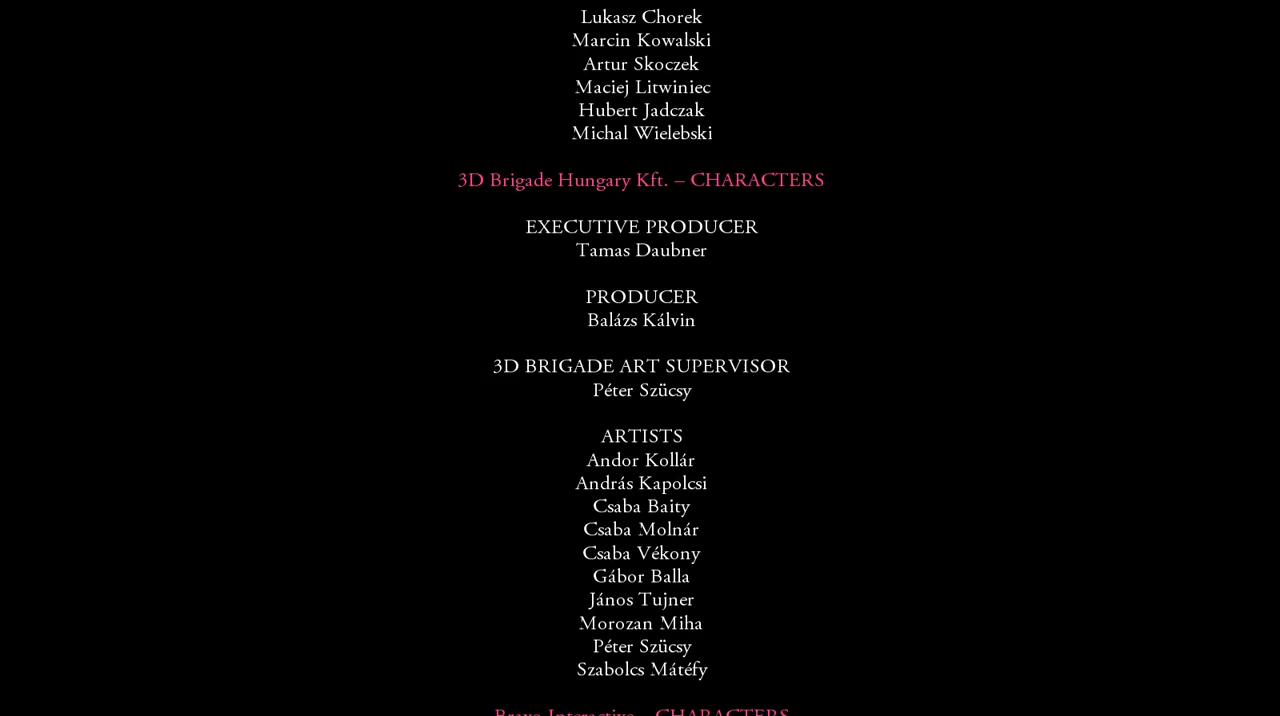 Lukasz Chorek
Marcin Kowalski
Artur Skoczek
Maciej Litwiniec
Hubert Jadczak
Michal Wielebski
3D Brigade Hungary Kft. – CHARACTERS
EXECUTIVE PRODUCER
Tamas Daubner
PRODUCER
Balázs Kálvin
3D BRIGADE ART SUPERVISOR
Péter Szücsy
ARTISTS
Andor Kollár
András Kapolcsi
Csaba Baity
Csaba Molnár
Csaba Vékony
Gábor Balla
János Tujner
Morozan Miha
Péter Szücsy
Szabolcs Mátéfy
Interactive – CHARACTERS